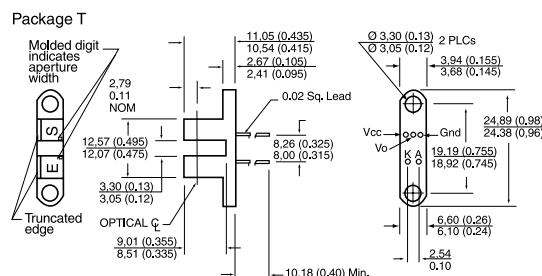 Package T
Molded digit
indicates
aperture
width
S
E
Truncated
edge
2,79
0.11
NOM
11,05 (0.435)
10,54 (0.415)
2,67 (0.105)
2,41 (0.095)
0.02 Sq. Lead
12,57 (0.495)
12,07 (0.475)
8,26 (0.325)
8,00 (0.315)
3,30 (0.13)
3,05 (0.12)
OPTICAL ℄
9,01 (0.355)
8,51 (0.335)
10,18 (0.40) Min.
Ø 3,30 (0.13)
Ø 3,05 (0.12)
2 PLCs
3,94 (0.155)
3,68 (0.145)
Vcc
Vo
Gnd
K A
24,89 (0.98)
24.38 (0.96)
19,19 (0.755)
18,92 (0.745)
6,60 (0.26)
6,10 (0.24)
2.54
0.10